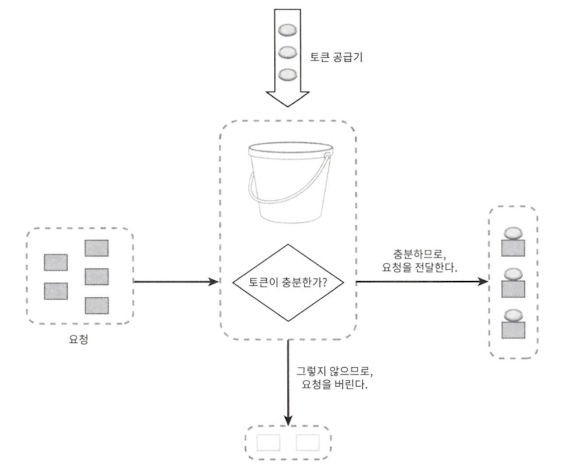 토큰 공급기
토큰이 충분한가?
충분하므로,
요청을 전달한다.
요청
그렇지 않으므로,
요청을 버린다.